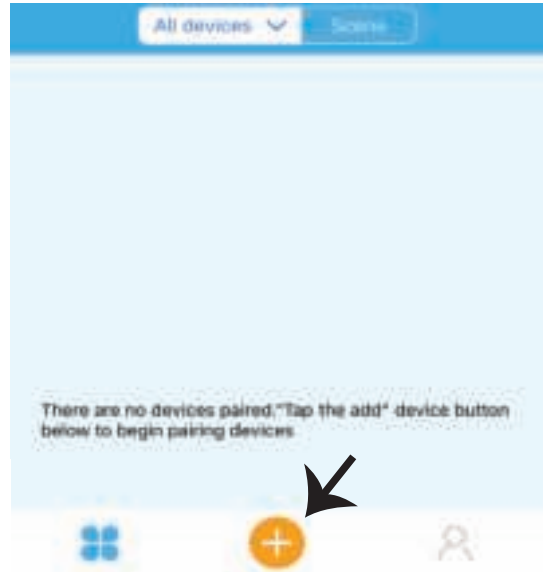 All devices
Scene
There are no devices paired."Tap the add" device button
below to begin pairing devices